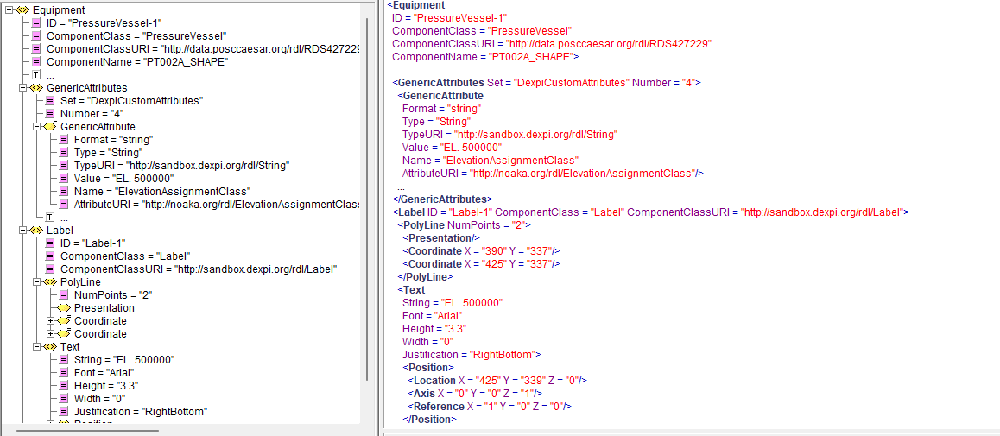 Equipment
ID = "PressureVessel-1"
ComponentClass = "PressureVessel"
ComponentClassURI = "http://data.posccaesar.org/rdl/RDS427229
ComponentName = "PT002A_SHAPE"
T ...
GenericAttributes
Set = "DexpiCustomAttributes"
Number = "4"
GenericAttribute
Format = "string"
Type = "String"
TypeURI = "http://sandbox.dexpi.org/rdl/String"
Value = "EL. 500000"
Name = "ElevationAssignmentClass"
AttributeURI = "http://noaka.org/rdl/ElevationAssignmentClas
T ...
Label
ID = "Label-1"
ComponentClass = "Label"
ComponentClassURI = "http://sandbox.dexpi.org/rdl/Label"
PolyLine
NumPoints = "2"
Presentation
Coordinate
Coordinate
Text
String = "EL. 500000"
Font = "Arial"
Height = "3.3"
Width = "0"
Justification = "RightBottom"
<Equipment
ID = "PressureVessel-1"
ComponentClass = "PressureVessel"
ComponentClassURI = "http://data.posccaesar.org/rdl/RDS427229"
ComponentName = "PT002A_SHAPE">
...
<GenericAttributes Set = "DexpiCustomAttributes" Number = "4">
<GenericAttribute
Format = "string"
Type = "String"
TypeURI = "http://sandbox.dexpi.org/rdl/String"
Value = "EL. 500000"
Name = "ElevationAssignmentClass"
AttributeURI = "http://noaka.org/rdl/ElevationAssignmentClass"/>
...
</GenericAttributes>
<Label ID = "Label-1" ComponentClass = "Label" ComponentClassURI = "http://sandbox.dexpi.org/rdl/Label">
<PolyLine NumPoints = "2">
<Presentation/>
<Coordinate X = "390" Y = "337"/>
<Coordinate X = "425" Y = "337"/>
</PolyLine>
<Text
String = "EL. 500000"
Font = "Arial"
Height = "3.3"
Width = "0"
Justification = "RightBottom">
<Position>
<Location X = "425" Y = "339" Z = "0"/>
<Axis X = "0" Y = "0" Z = "1"/>
<Reference X = "1" Y = "0" Z = "0"/>
</Position>